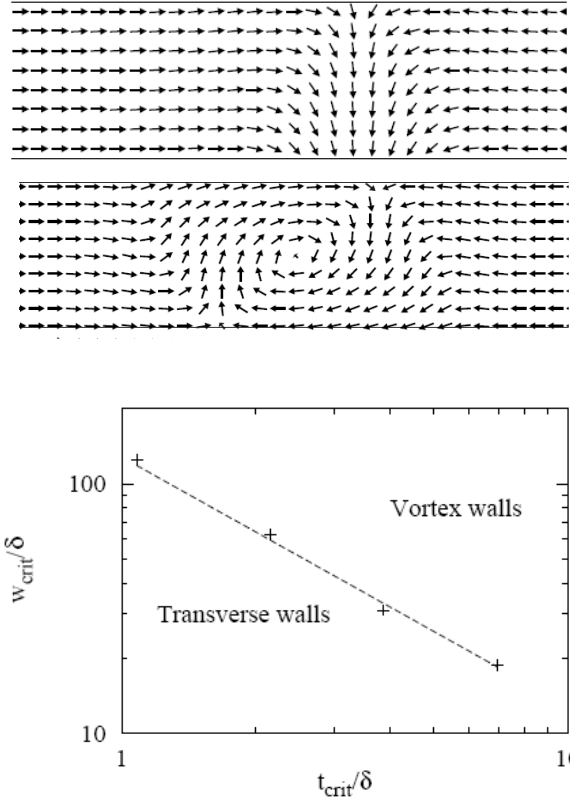 100
Vortex walls
w_crit/δ
Transverse walls
10
1
t_crit/δ